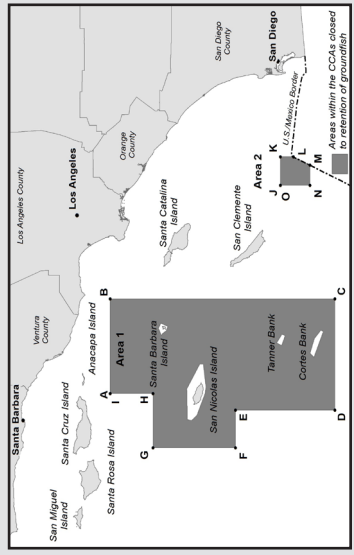 Santa Barbara
Ventura
County
Los Angeles County
Los Angeles
Orange
County
San Diego
County
San Diego
San Miguel
Island
Santa Cruz Island
Santa Rosa Island
Anacapa Island
A
I
B
Area 1
H
G
Santa Barbara
Island
San Nicolas Island
F
E
Tanner Bank
Cortes Bank
D
C
Santa Catalina
Island
San Clemente
Island
Area 2
J
O
K
L
M
N
U.S./Mexico Border
Areas within the CCAs closed
to retention of groundfish